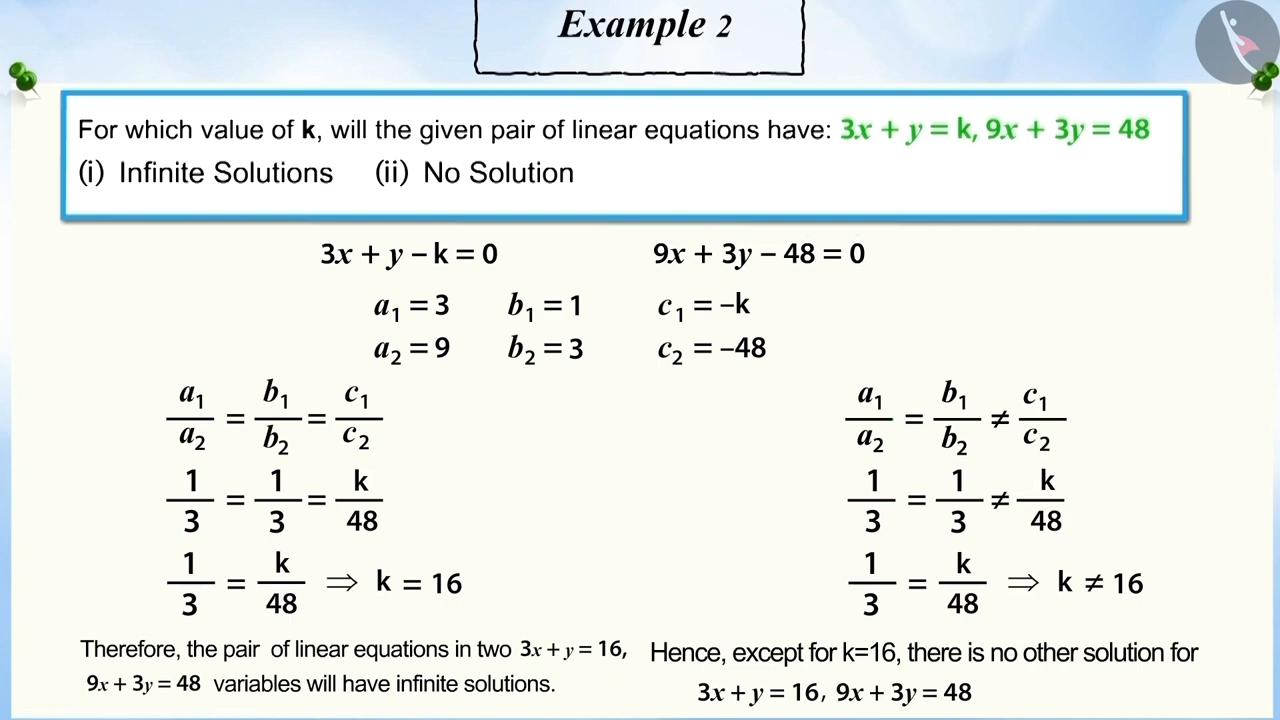 Example 2
For which value of k, will the given pair of linear equations have: 3x + y = k, 9x + 3y = 48
(i) Infinite Solutions (ii) No Solution
3x + y – k = 0 9x + 3y – 48 = 0
a₁ = 3 b₁ = 1 c₁ = –k
a₂ = 9 b₂ = 3 c₂ = –48
a₁/a₂ = b₁/b₂ = c₁/c₂ a₁/a₂ = b₁/b₂ ≠ c₁/c₂
1/3 = 1/3 = k/48 1/3 = 1/3 ≠ k/48
1/3 = k/48 ⇒ k = 16 1/3 = k/48 ⇒ k ≠ 16
Therefore, the pair of linear equations in two 3x + y = 16,
9x + 3y = 48 variables will have infinite solutions.
Hence, except for k=16, there is no other solution for
3x + y = 16, 9x + 3y = 48